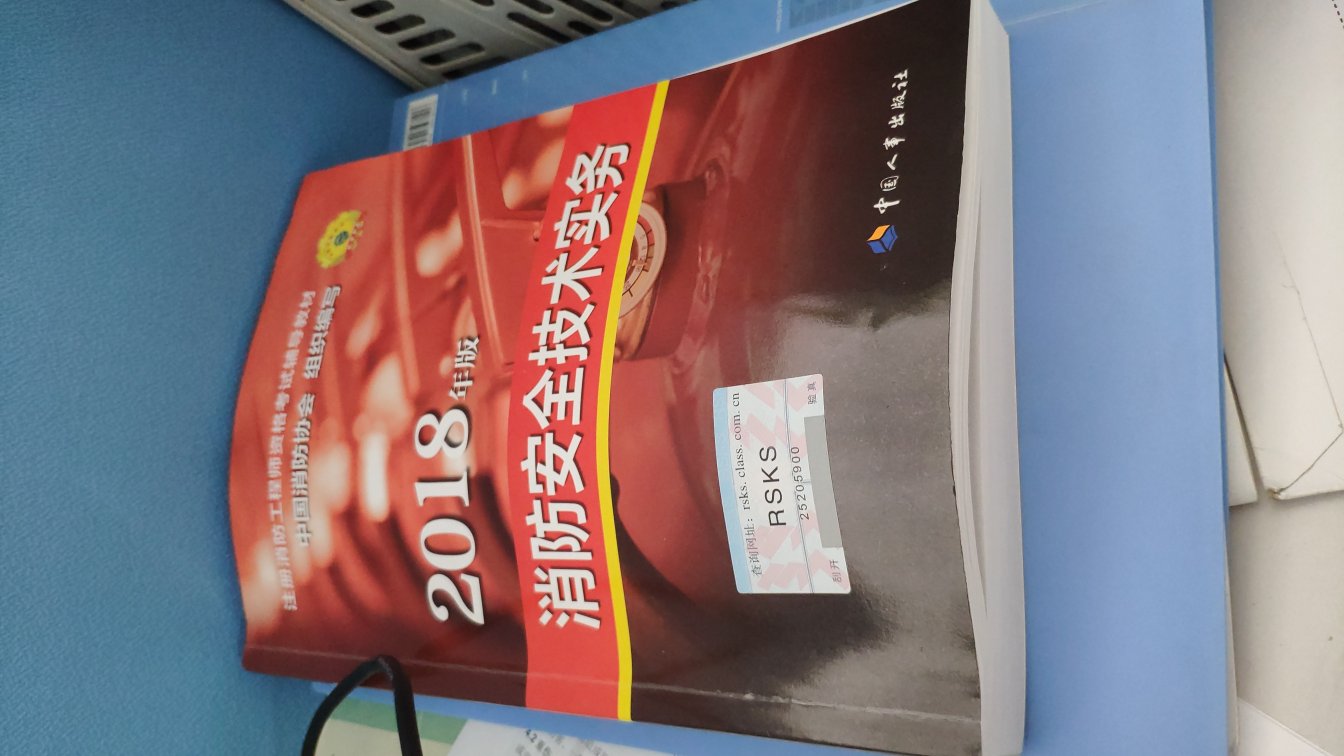 注册消防工程师资格考试辅导教材
中国消防协会 组织编写
2018年版
消防安全技术实务
查询网址：rsks.class.com.cn
RSKS
25205900
刮开 验真
中国人事出版社